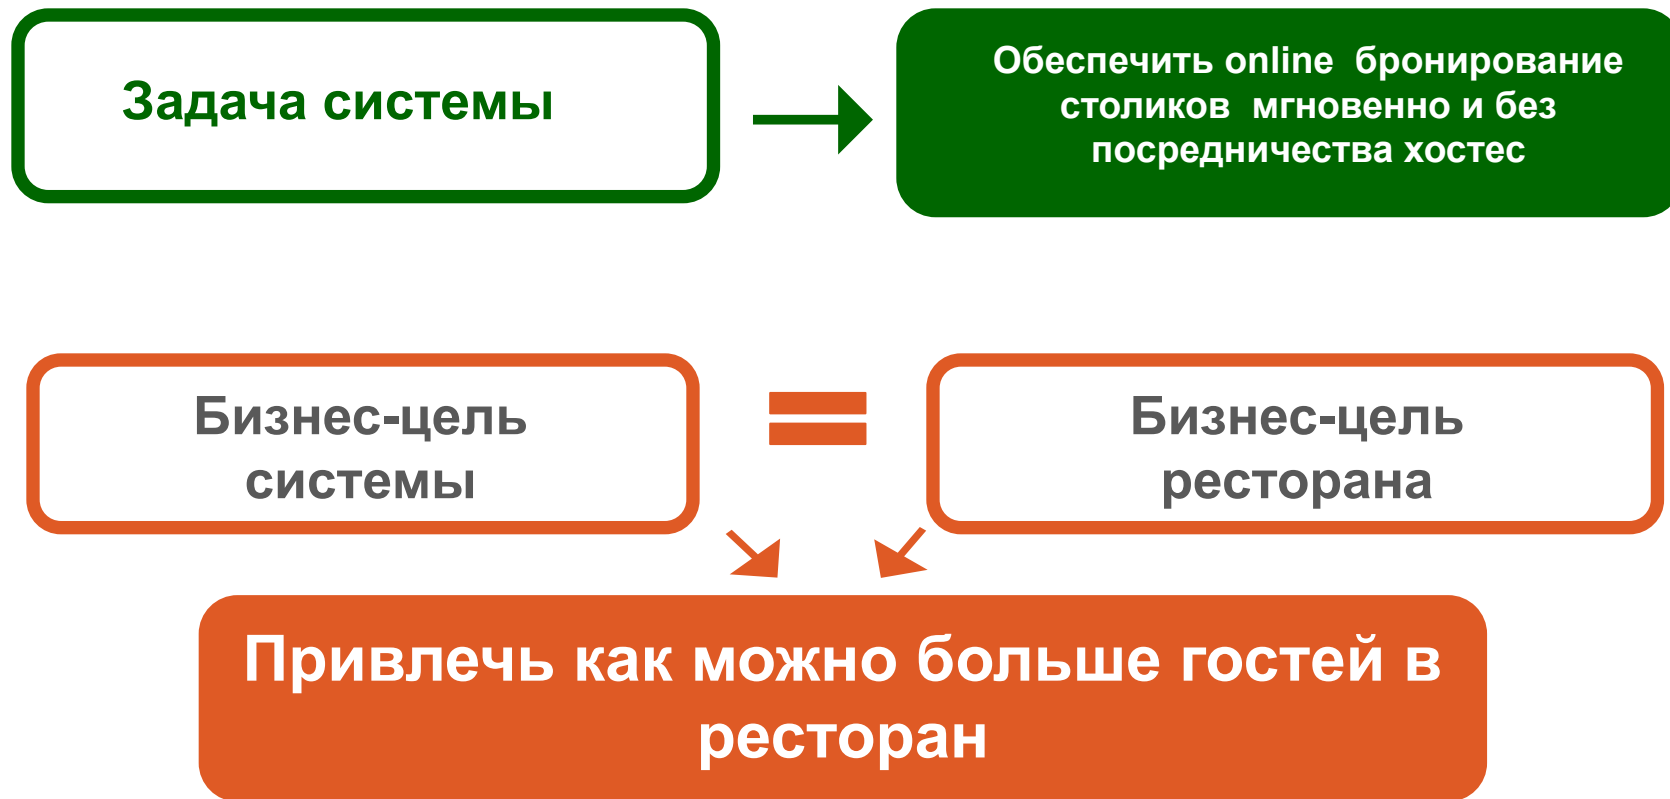 Задача системы
Обеспечить online  бронирование
столиков  мгновенно и без
посредничества хостес
Бизнес-цель
системы
Бизнес-цель
ресторана
Привлечь как можно больше гостей в
ресторан